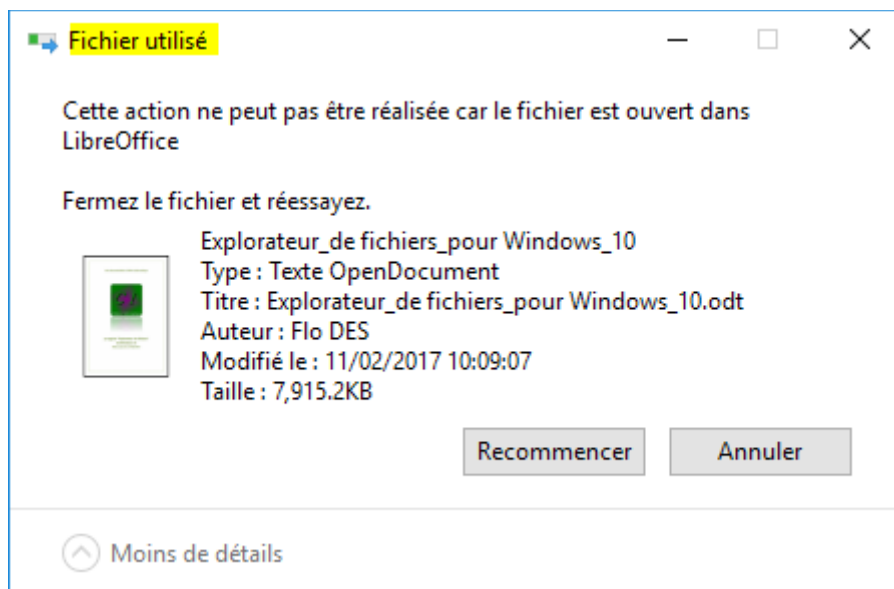 Fichier utilisé
Cette action ne peut pas être réalisée car le fichier est ouvert dans
LibreOffice
Fermez le fichier et réessayez.
Explorateur_de fichiers_pour Windows_10
Type : Texte OpenDocument
Titre : Explorateur_de fichiers_pour Windows_10.odt
Auteur : Flo DES
Modifié le : 11/02/2017 10:09:07
Taille : 7,915.2KB
Recommencer Annuler
Moins de détails